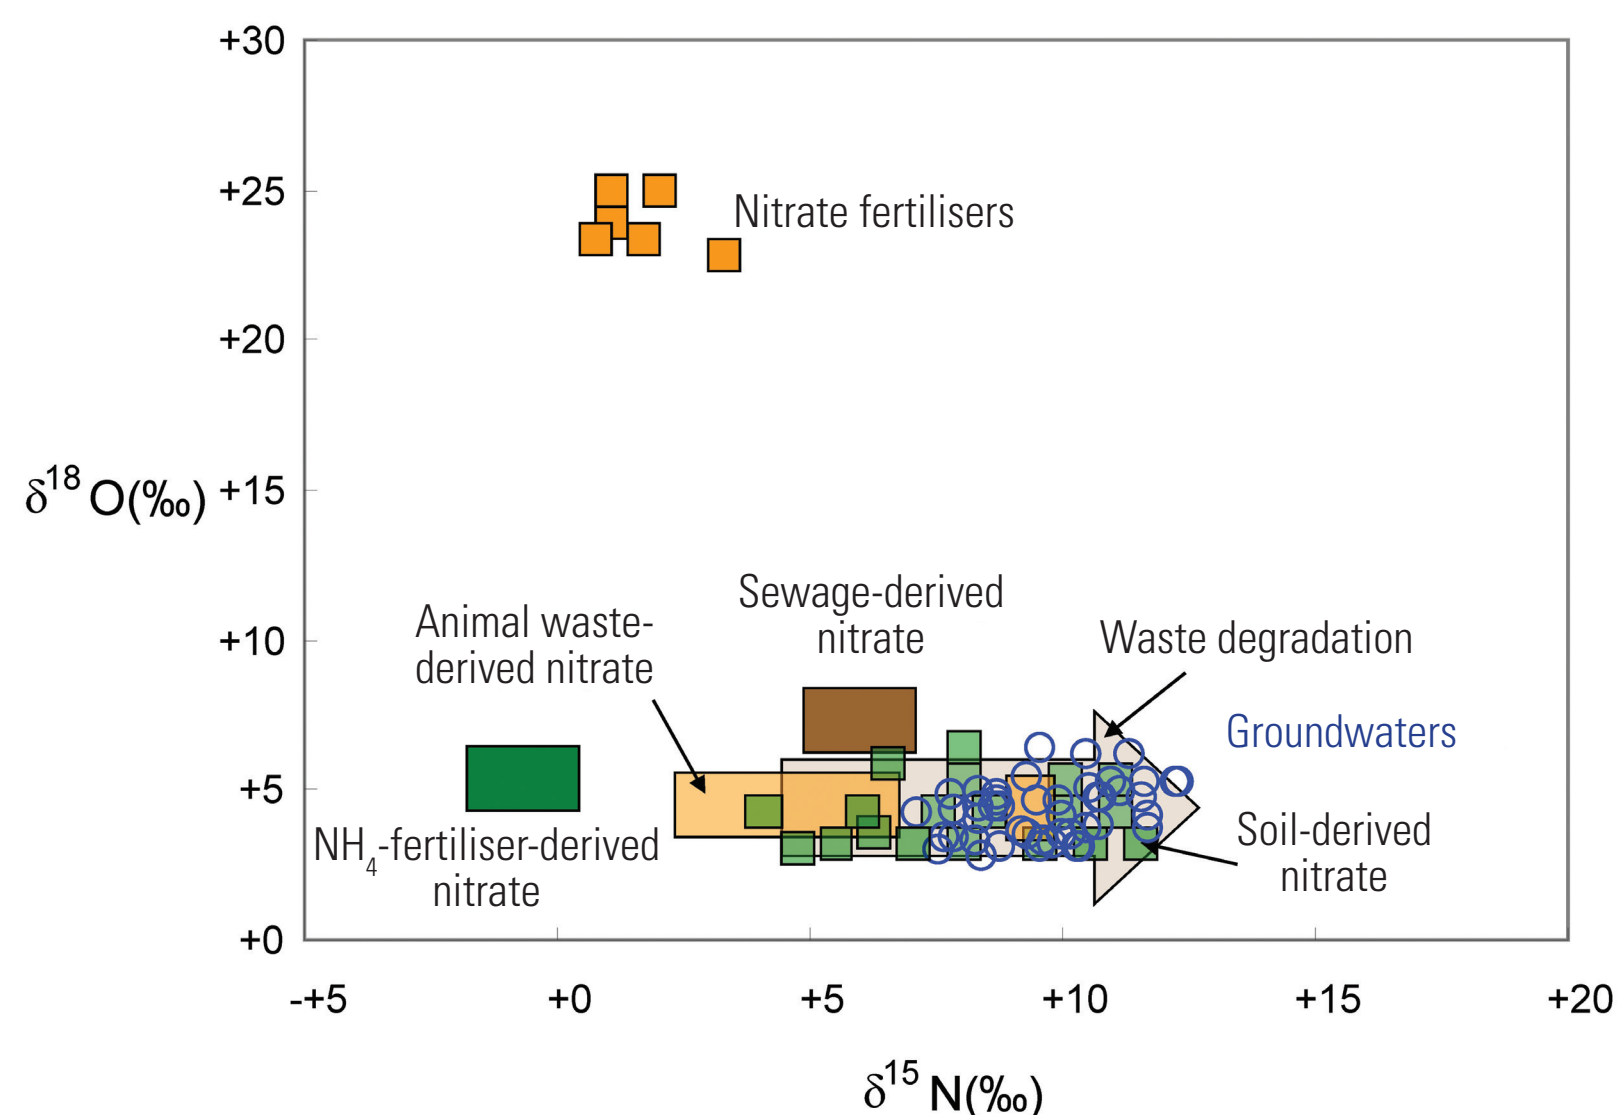 +30
+25
Nitrate fertilisers
+20
δ18 O(‰)
+15
Sewage-derived
nitrate
Animal waste-
derived nitrate
+10
Waste degradation
Groundwaters
+5
NH4-fertiliser-derived
nitrate
Soil-derived
nitrate
+0
-+5
+0
+5
+10
+15
+20
δ15 N(‰)